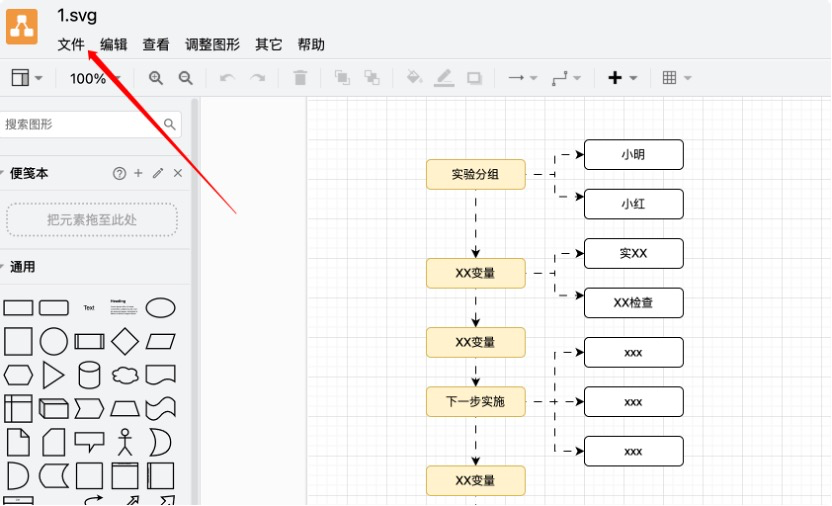 1.svg
文件 编辑 查看 调整图形 其它 帮助
100%
搜索图形
便笺本
把元素拖至此处
通用
Text
Heading
实验分组
小明
小红
XX变量
实XX
XX检查
XX变量
xxx
下一步实施
xxx
xxx
XX变量